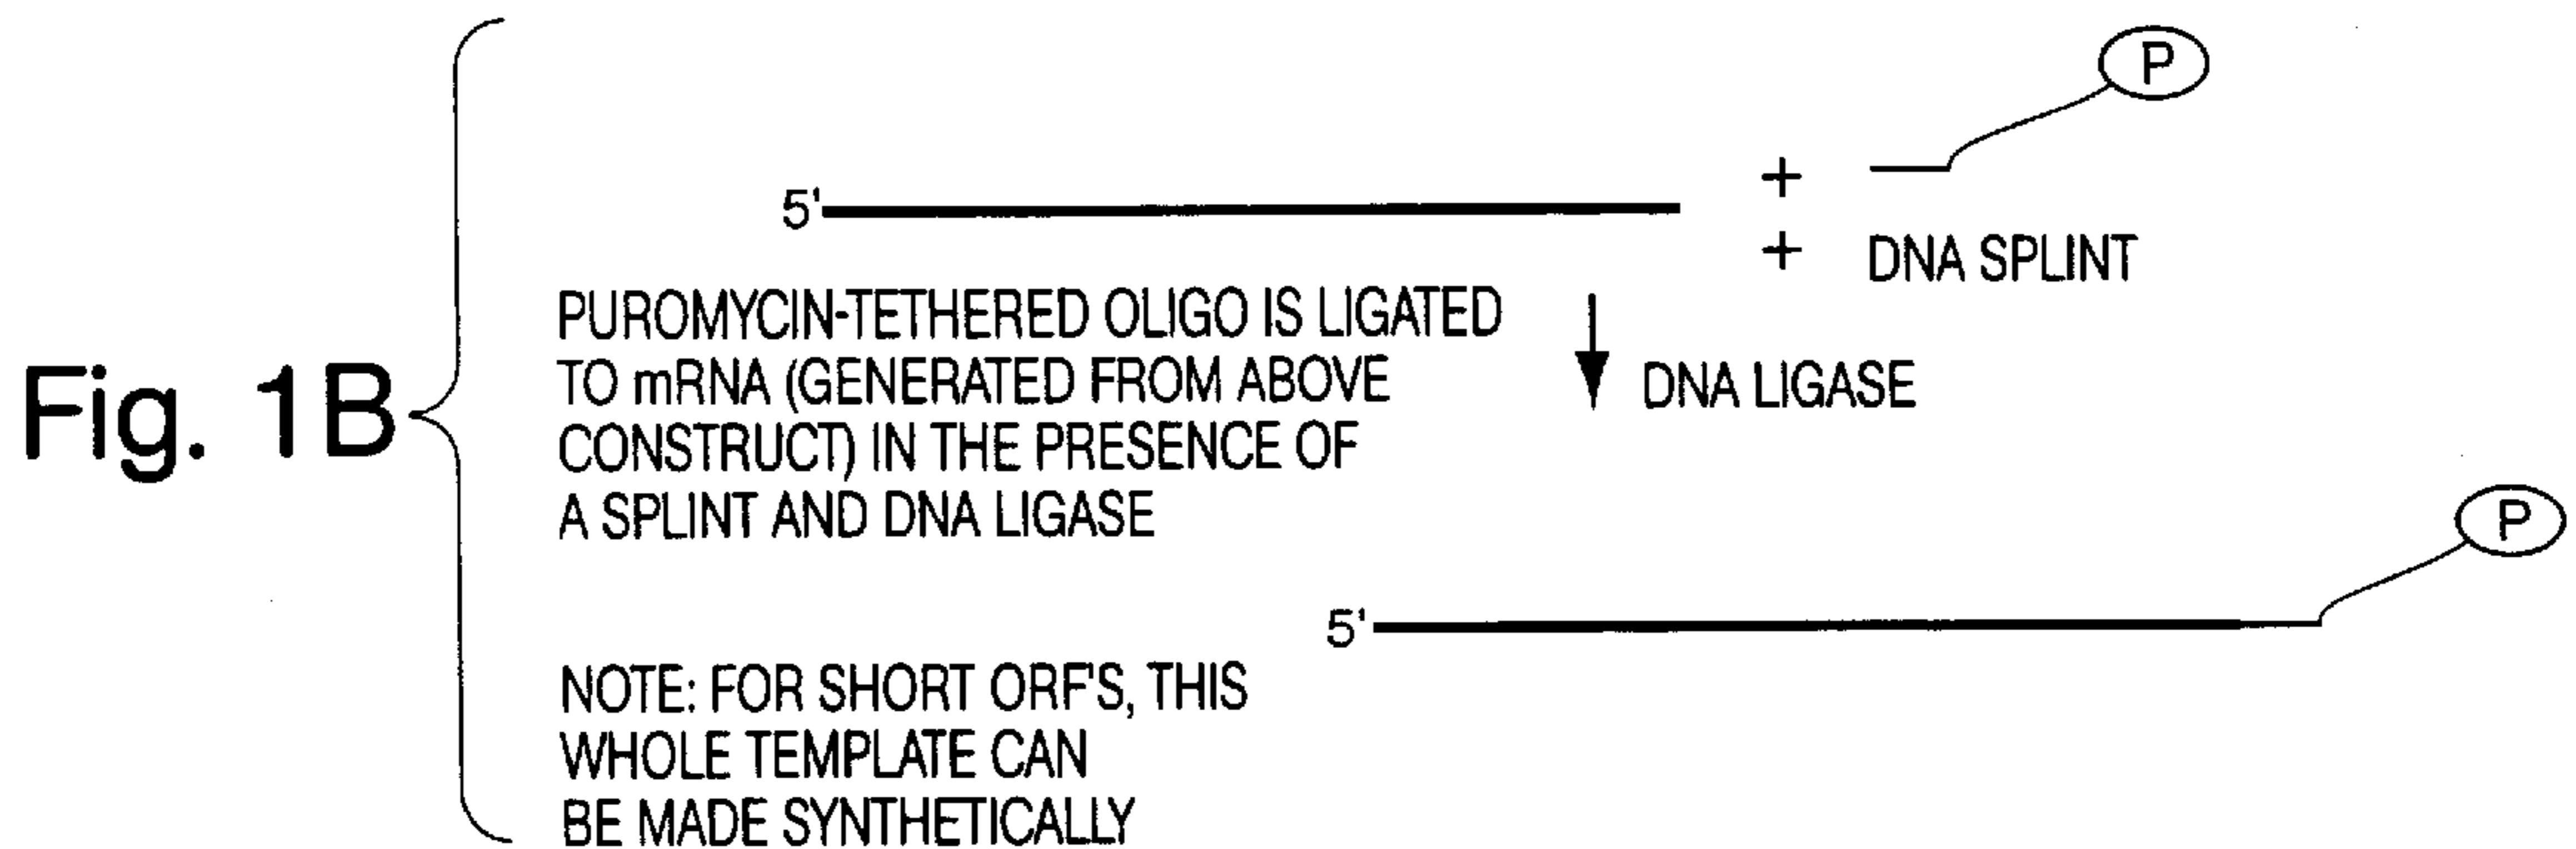 Fig. 1B
P
5'
+
+ DNA SPLINT
PUROMYCIN-TETHERED OLIGO IS LIGATED
TO mRNA (GENERATED FROM ABOVE
CONSTRUCT) IN THE PRESENCE OF
A SPLINT AND DNA LIGASE
DNA LIGASE
P
5'
NOTE: FOR SHORT ORF'S, THIS
WHOLE TEMPLATE CAN
BE MADE SYNTHETICALLY